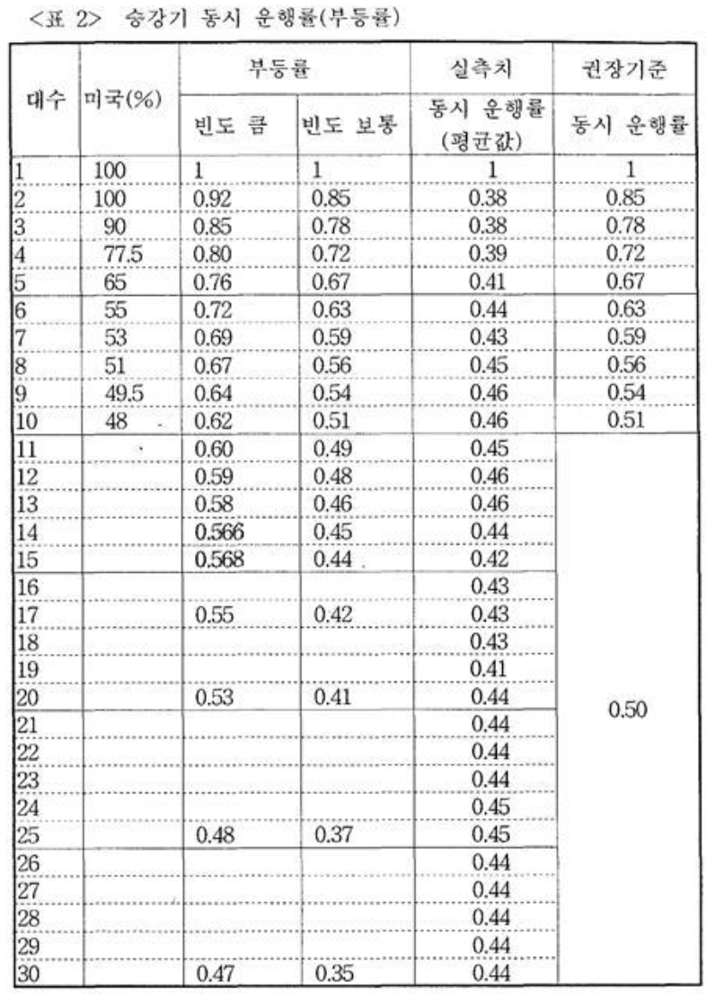 <표 2> 승강기 동시 운행률(부등률)
대수 미국(%) 부등률 실측치 권장기준
빈도 큼 빈도 보통 동시 운행률 (평균값) 동시 운행률
1 100 1 1 1 1
2 100 0.92 0.85 0.38 0.85
3 90 0.85 0.78 0.38 0.78
4 77.5 0.80 0.72 0.39 0.72
5 65 0.76 0.67 0.41 0.67
6 55 0.72 0.63 0.44 0.63
7 53 0.69 0.59 0.43 0.59
8 51 0.67 0.56 0.45 0.56
9 49.5 0.64 0.54 0.46 0.54
10 48 0.62 0.51 0.46 0.51
11 0.60 0.49 0.45
12 0.59 0.48 0.46
13 0.58 0.46 0.46
14 0.566 0.45 0.44
15 0.568 0.44 0.42
16 0.43
17 0.55 0.42 0.43
18 0.43
19 0.41
20 0.53 0.41 0.44
0.50
21 0.44
22 0.44
23 0.44
24 0.45
25 0.48 0.37 0.45
26 0.44
27 0.44
28 0.44
29 0.44
30 0.47 0.35 0.44